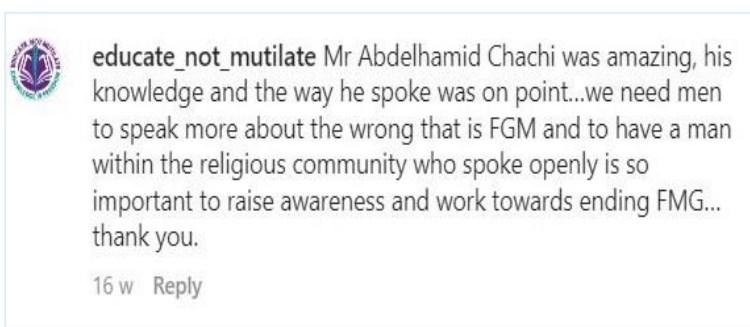 educate_not_mutilate Mr Abdelhamid Chachi was amazing, his
knowledge and the way he spoke was on point...we need men
to speak more about the wrong that is FGM and to have a man
within the religious community who spoke openly is so
important to raise awareness and work towards ending FMG...
thank you.
16 w Reply